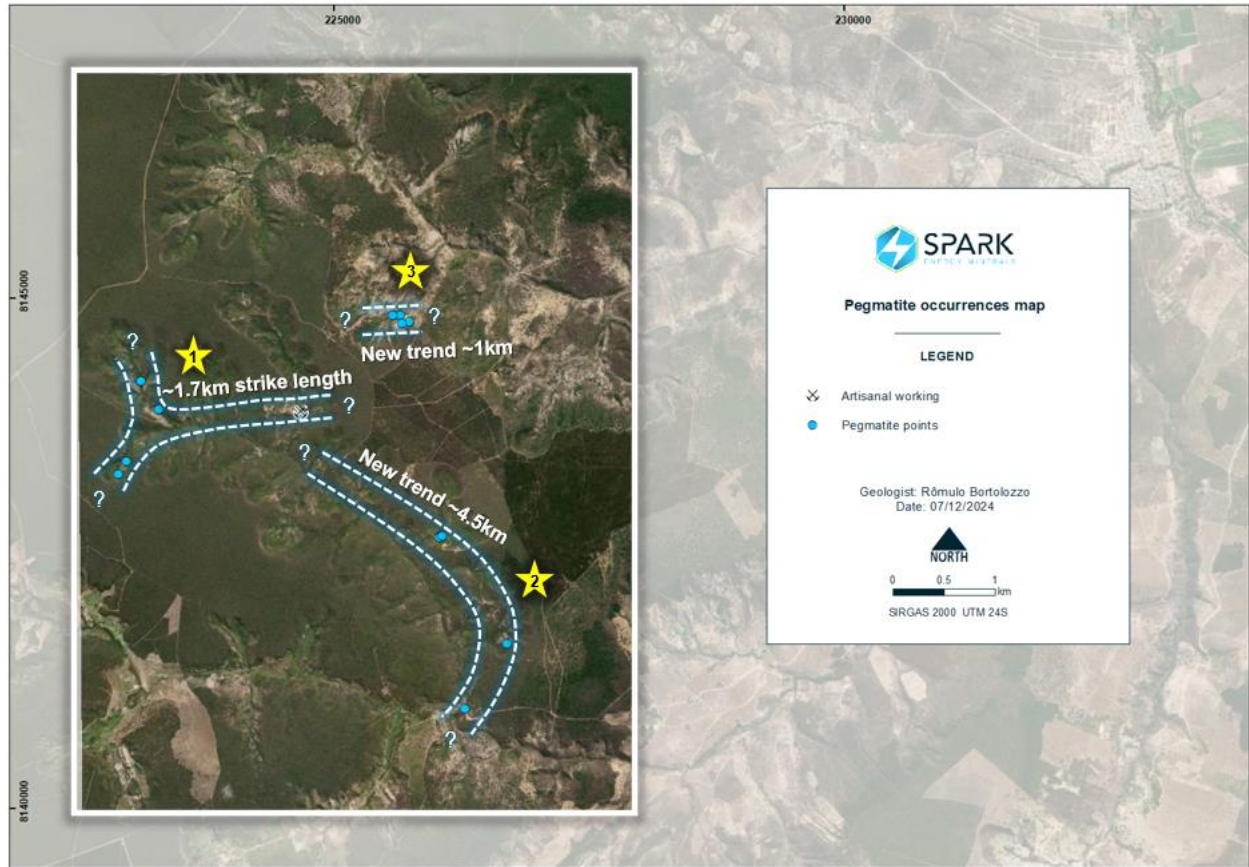 225000
230000
8145000
8140000
3
?
?
New trend ~1km
1
?
~1.7km strike length
?
?
?
New trend ~4.5km
2
?
SPARK
ENERGY MINERALS
Pegmatite occurrences map
LEGEND
Artisanal working
Pegmatite points
Geologist: Rômulo Bortolozzo
Date: 07/12/2024
NORTH
0 0.5 1
km
SIRGAS 2000 UTM 24S